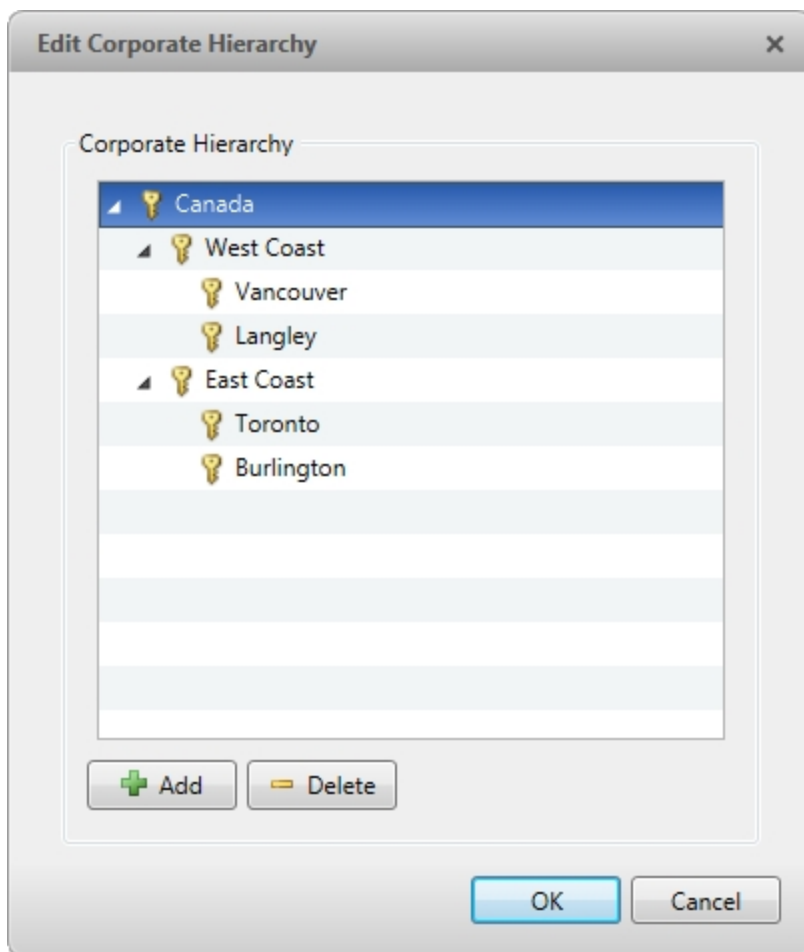 Edit Corporate Hierarchy
Corporate Hierarchy
Canada
West Coast
Vancouver
Langley
East Coast
Toronto
Burlington
Add Delete
OK Cancel